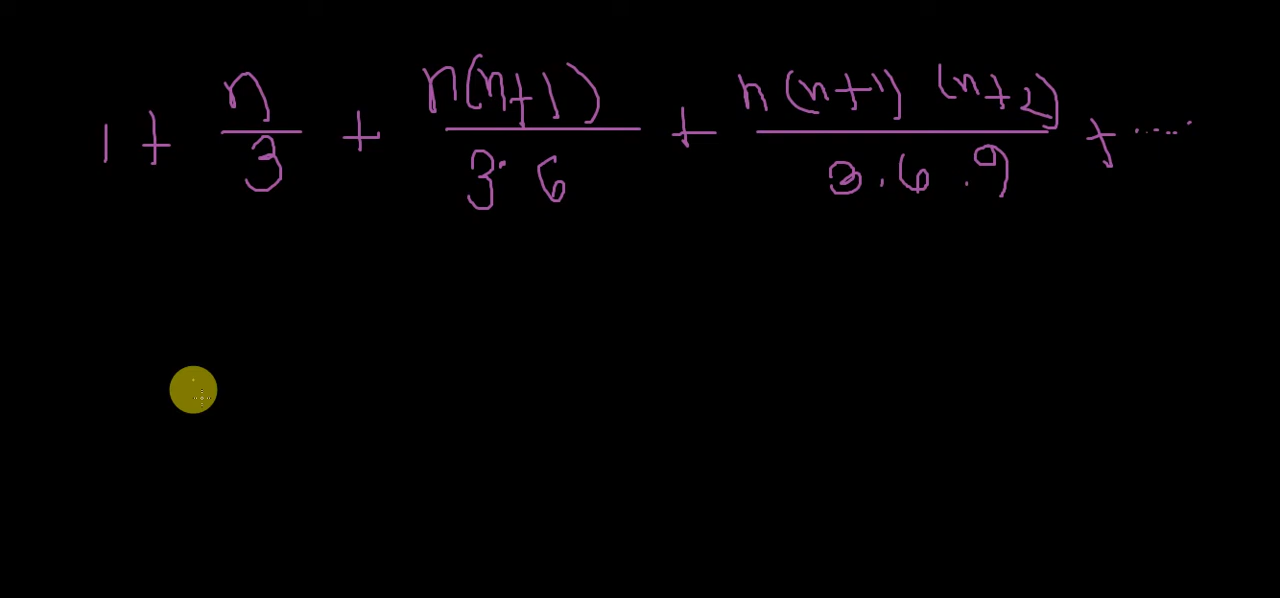 1 + n/3 + n(n+1)/3·6 + n(n+1)(n+2)/3.6.9 + .....